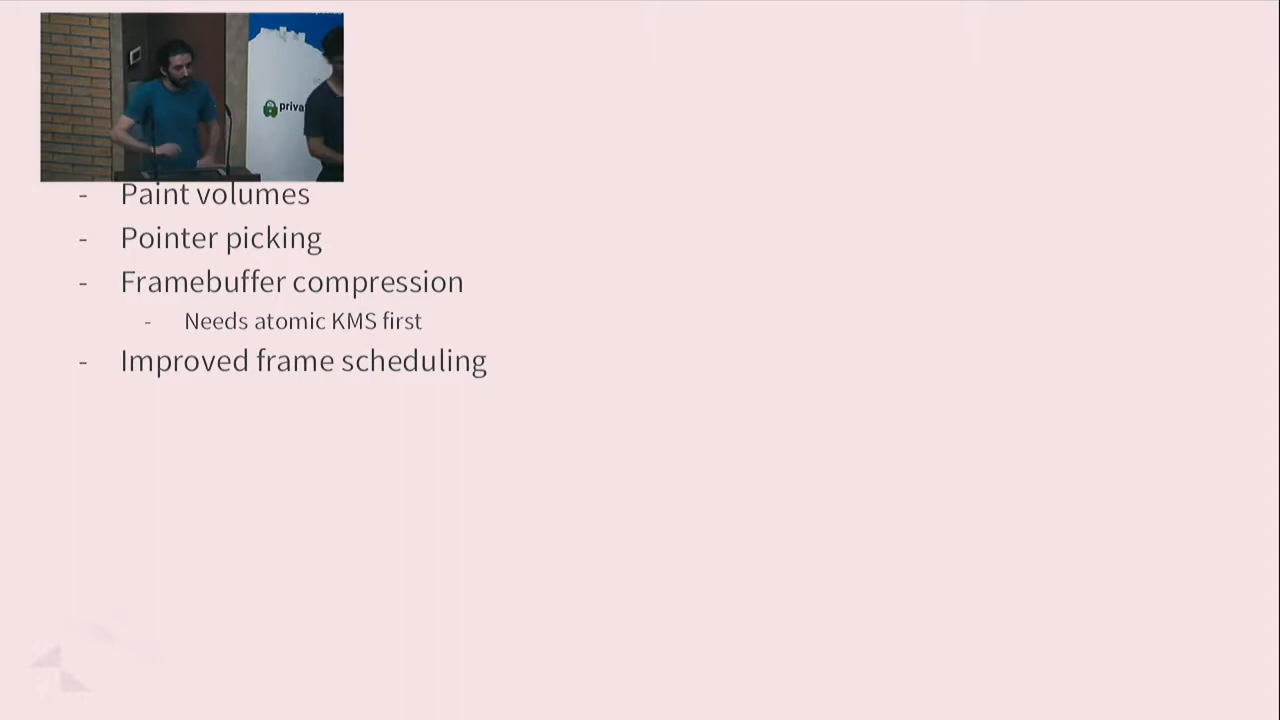 priva
- Paint volumes
- Pointer picking
- Framebuffer compression
- Needs atomic KMS first
- Improved frame scheduling